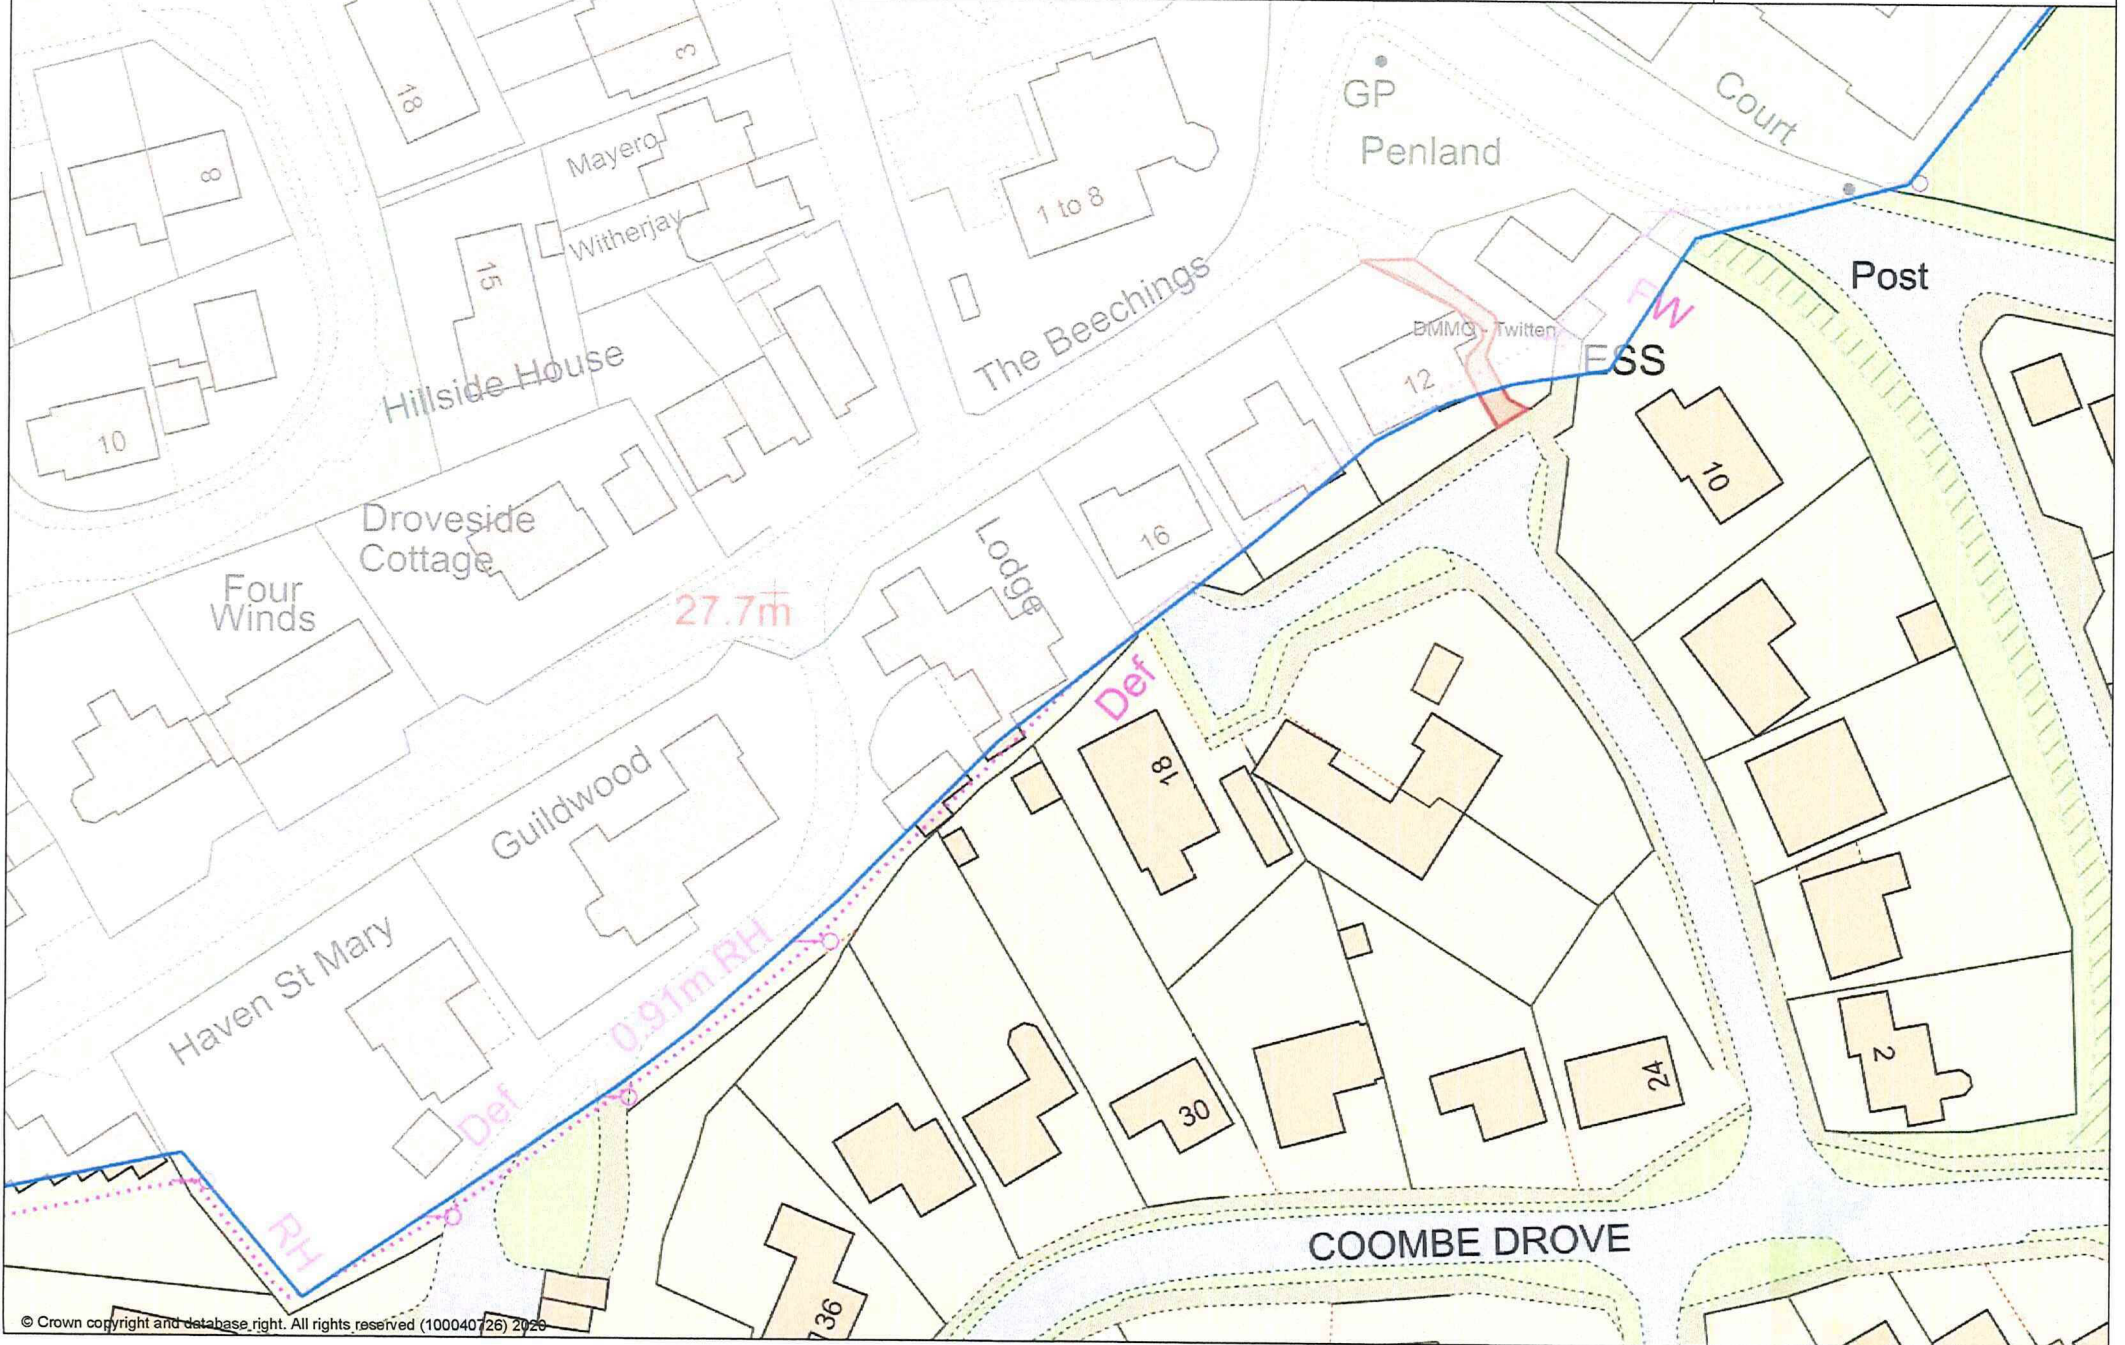 18
3
GP
Court
Mayero
Penland
8
1 to 8
Witherjay
15
Post
FW
The Beechings
DMMO - Twitten
ESS
Hillside House
12
10
10
Droveside
Cottage
16
Lodge
Four
Winds
27.7m
Def
18
Guildwood
0.91m RH
Haven St Mary
Def
2
24
30
RH
COOMBE DROVE
36
© Crown copyright and database right. All rights reserved (100040726) 2020